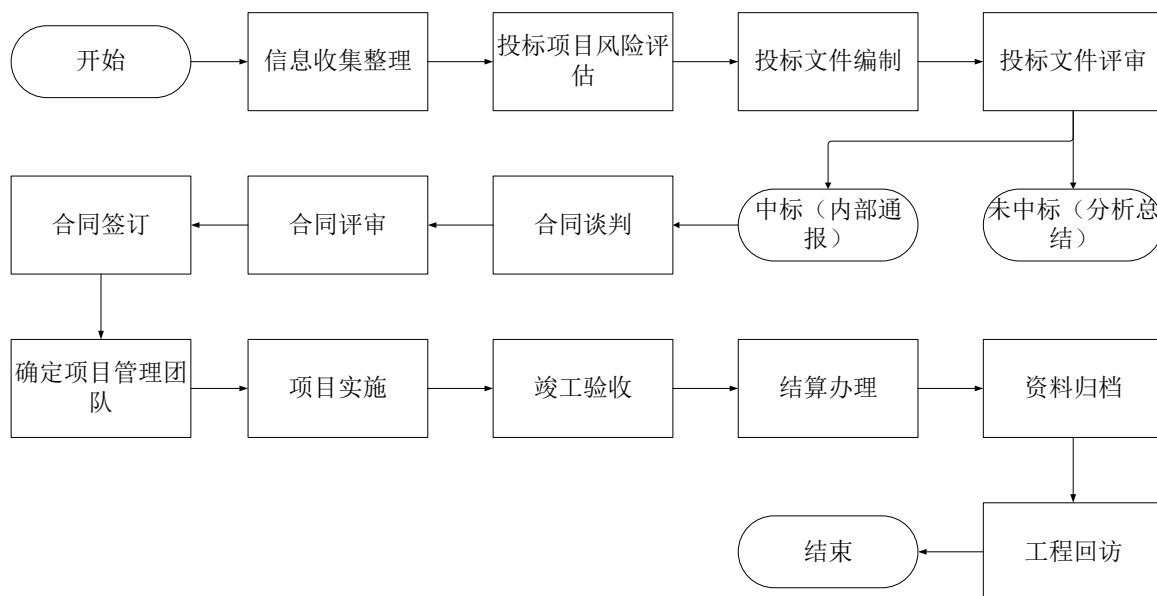 开始
信息收集整理
投标项目风险评
估
投标文件编制
投标文件评审
中标（内部通
报）
未中标（分析总
结）
合同谈判
合同评审
合同签订
确定项目管理团
队
项目实施
竣工验收
结算办理
资料归档
工程回访
结束